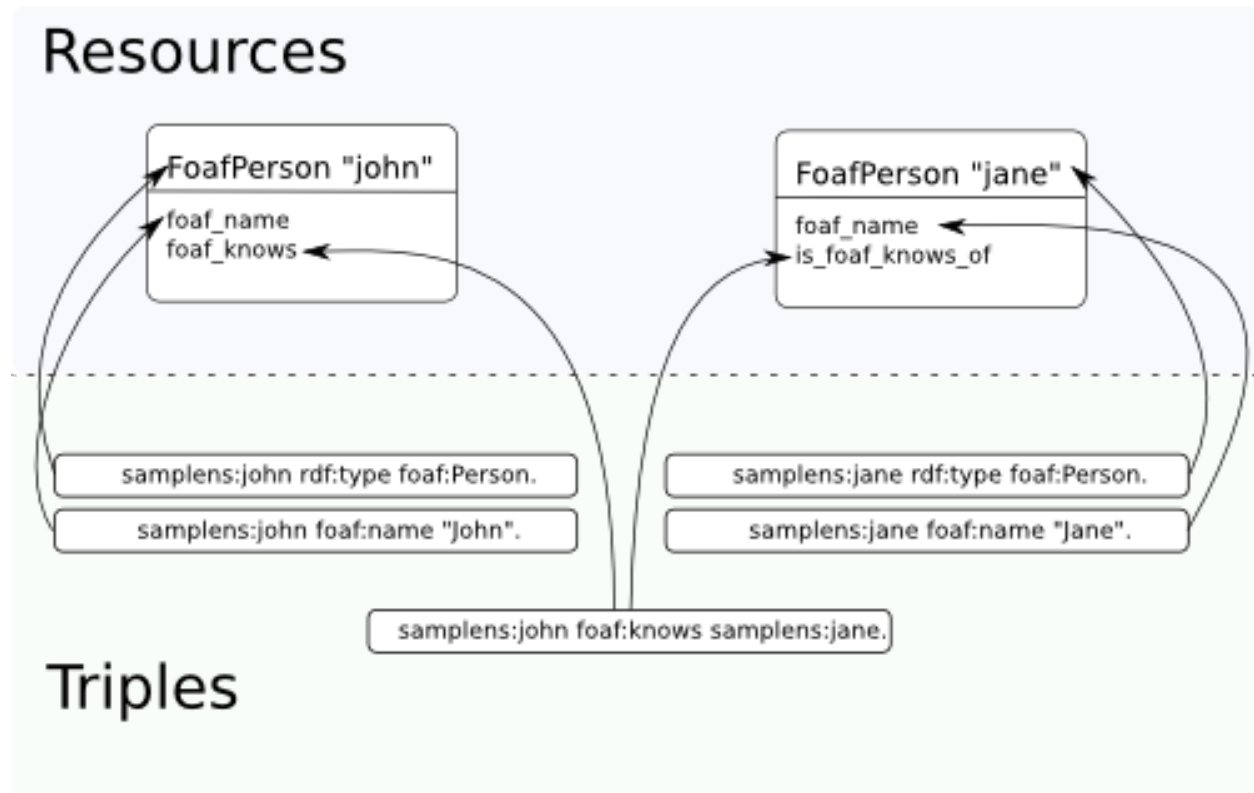 Resources
FoafPerson "john"
foaf_name
foaf_knows
FoafPerson "jane"
foaf_name
is_foaf_knows_of
samplens:john rdf:type foaf:Person.
samplens:john foaf:name "John".
samplens:jane rdf:type foaf:Person.
samplens:jane foaf:name "Jane".
samplens:john foaf:knows samplens:jane.
Triples